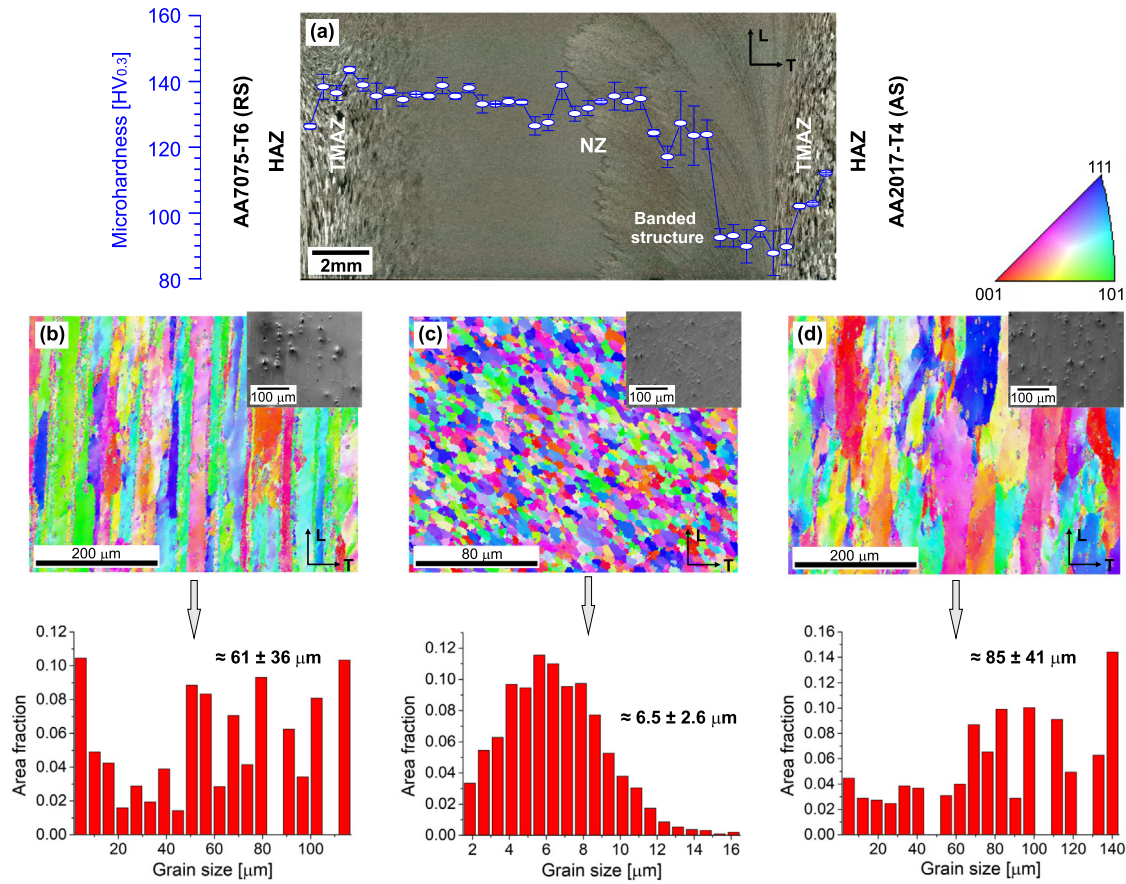 160
140
120
100
80
Microhardness [HV0.3]
AA7075-T6 (RS)
HAZ
(a)
TMAZ
NZ
Banded
structure
L
T
2mm
TMAZ
HAZ
AA2017-T4 (AS)
111
001
101
(b)
100 μm
200 μm
L
T
(c)
100 μm
80 μm
L
T
(d)
100 μm
200 μm
L
T
≈ 61 ± 36 μm
Area fraction
0.12
0.10
0.08
0.06
0.04
0.02
0.00
20 40 60 80 100
Grain size [μm]
≈ 6.5 ± 2.6 μm
Area fraction
0.12
0.10
0.08
0.06
0.04
0.02
0.00
2 4 6 8 10 12 14 16
Grain size [μm]
≈ 85 ± 41 μm
Area fraction
0.16
0.14
0.12
0.10
0.08
0.06
0.04
0.02
0.00
20 40 60 80 100 120 140
Grain size [μm]